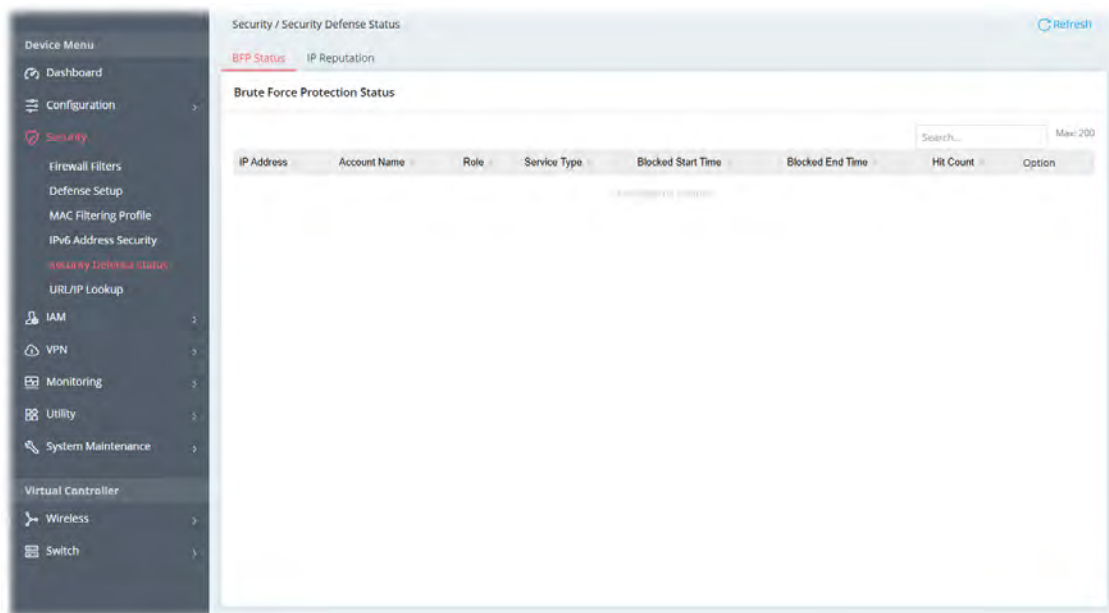 Security / Security Defense Status
Refresh
Device Menu
BFP Status IP Reputation
Dashboard
Brute Force Protection Status
Configuration
Search... Max: 200
Security
IP Address Account Name Role Service Type Blocked Start Time Blocked End Time Hit Count Option
Firewall Filters
Defense Setup
MAC Filtering Profile
IPv6 Address Security
Security Defense Status
URL/IP Lookup
IAM
VPN
Monitoring
Utility
System Maintenance
Virtual Controller
Wireless
Switch